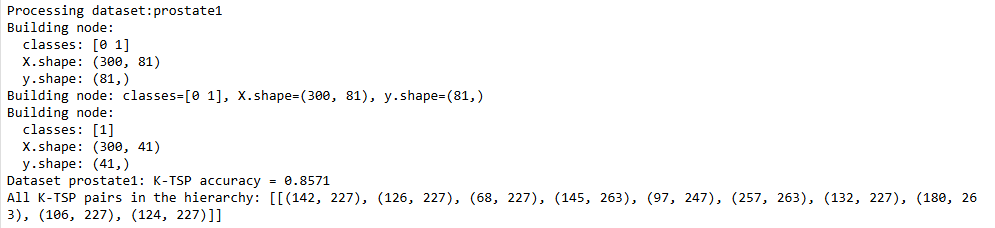 Processing dataset:prostate1
Building node:
  classes: [0 1]
  X.shape: (300, 81)
  y.shape: (81,)
Building node: classes=[0 1], X.shape=(300, 81), y.shape=(81,)
Building node:
  classes: [1]
  X.shape: (300, 41)
  y.shape: (41,)
Dataset prostate1: K-TSP accuracy = 0.8571
All K-TSP pairs in the hierarchy: [[(142, 227), (126, 227), (68, 227), (145, 263), (97, 247), (257, 263), (132, 227), (180, 26
3), (106, 227), (124, 227)]]